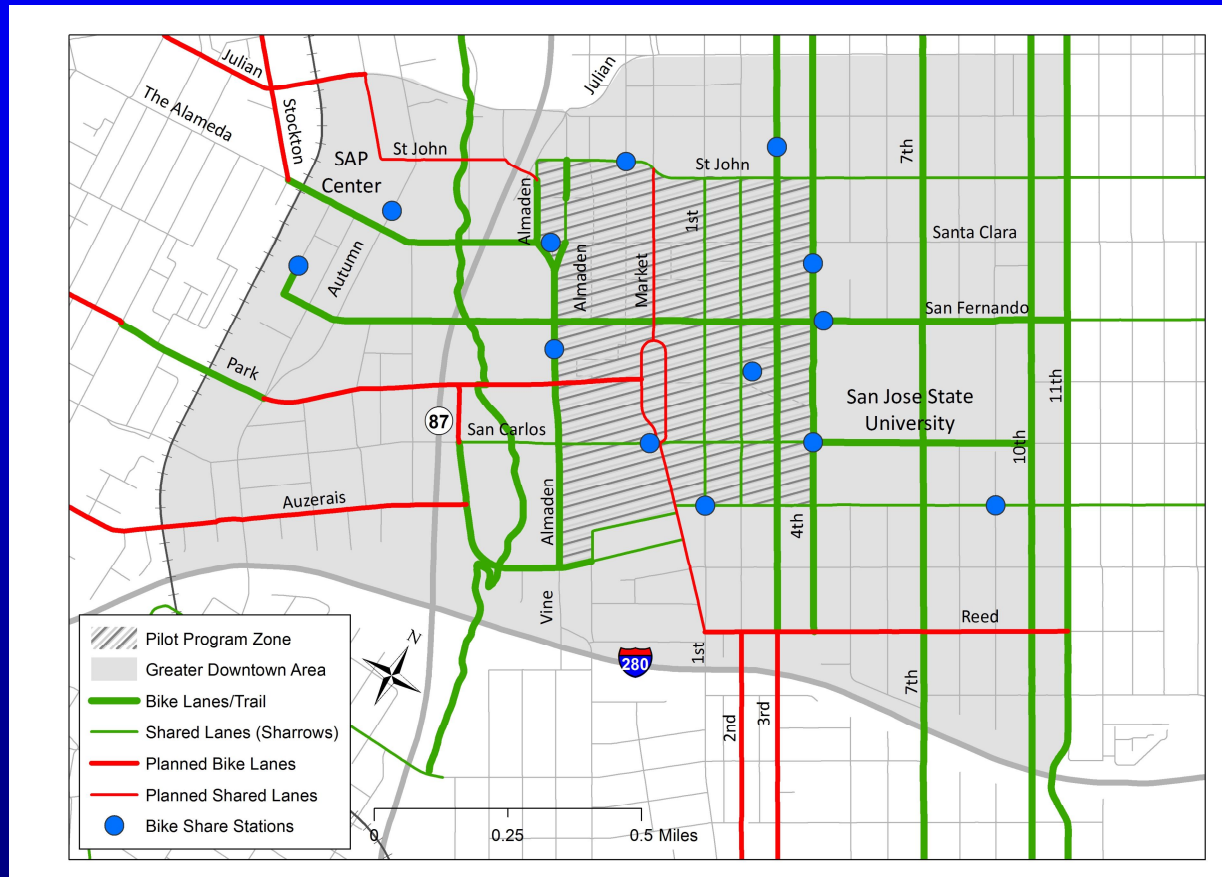 Julian
Julian
The Alameda
Stockton
St John
St John
7th
SAP
Center
Almaden
1st
Santa Clara
Autumn
Almaden
Market
San Fernando
Park
11th
San Jose State
University
87
San Carlos
10th
Auzerais
Almaden
4th
Vine
Reed
1st
280
7th
2nd
3rd
N
Pilot Program Zone
Greater Downtown Area
Bike Lanes/Trail
Shared Lanes (Sharrows)
Planned Bike Lanes
Planned Shared Lanes
Bike Share Stations
0
0.25
0.5 Miles